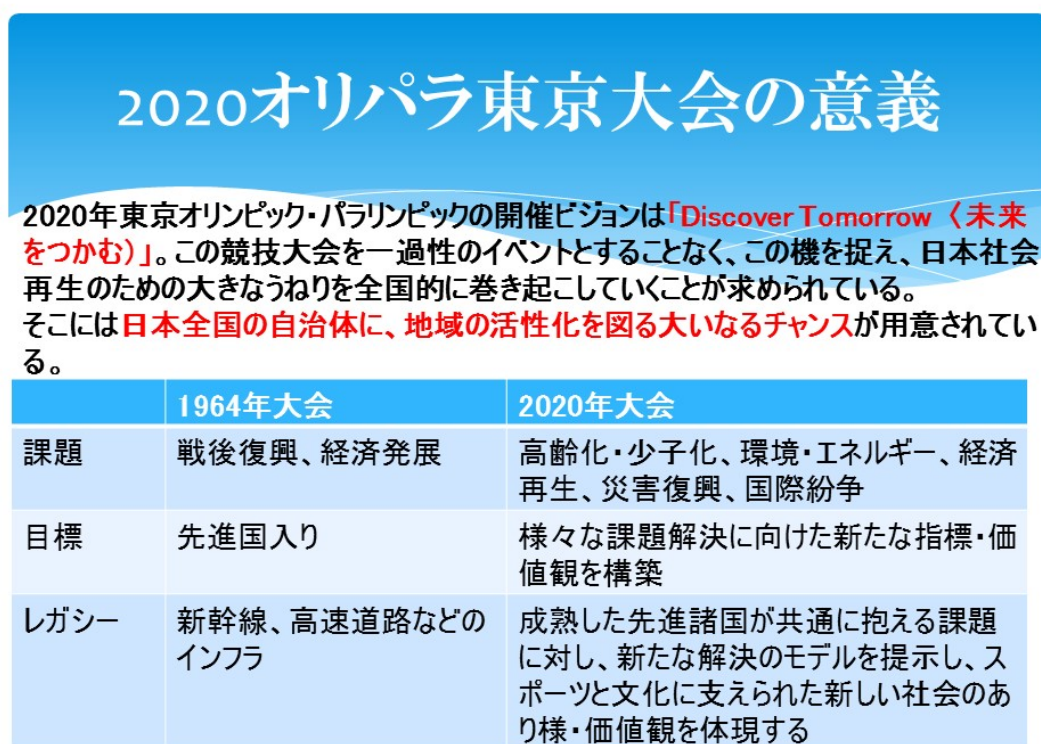 2020オリパラ東京大会の意義
2020年東京オリンピック・パラリンピックの開催ビジョンは「Discover Tomorrow 〈未来
をつかむ）」。この競技大会を一過性のイベントとすることなく、この機を捉え、日本社会
再生のための大きなうねりを全国的に巻き起こしていくことが求められている。
そこには日本全国の自治体に、地域の活性化を図る大いなるチャンスが用意されてい
る。
1964年大会 2020年大会
課題 戦後復興、経済発展 高齢化・少子化、環境・エネルギー、経済
再生、災害復興、国際紛争
目標 先進国入り 様々な課題解決に向けた新たな指標・価
値観を構築
レガシー 新幹線、高速道路などの 成熟した先進諸国が共通に抱える課題
インフラ に対し、新たな解決のモデルを提示し、ス
ポーツと文化に支えられた新しい社会のあ
り様・価値観を体現する